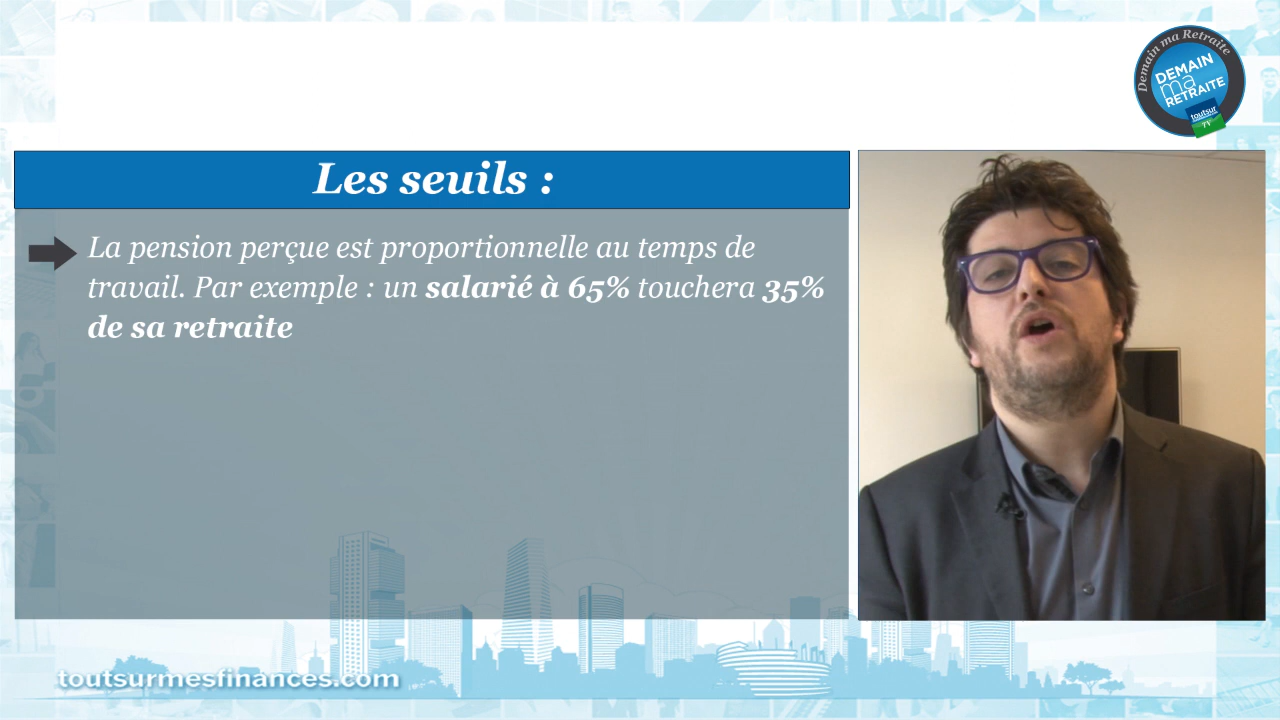 Demain ma Retraite
DEMAIN
ma
RETRAITE
toutsur
TV
Les seuils :
La pension perçue est proportionnelle au temps de
travail. Par exemple : un salarié à 65% touchera 35%
de sa retraite
toutsurmesfinances.com